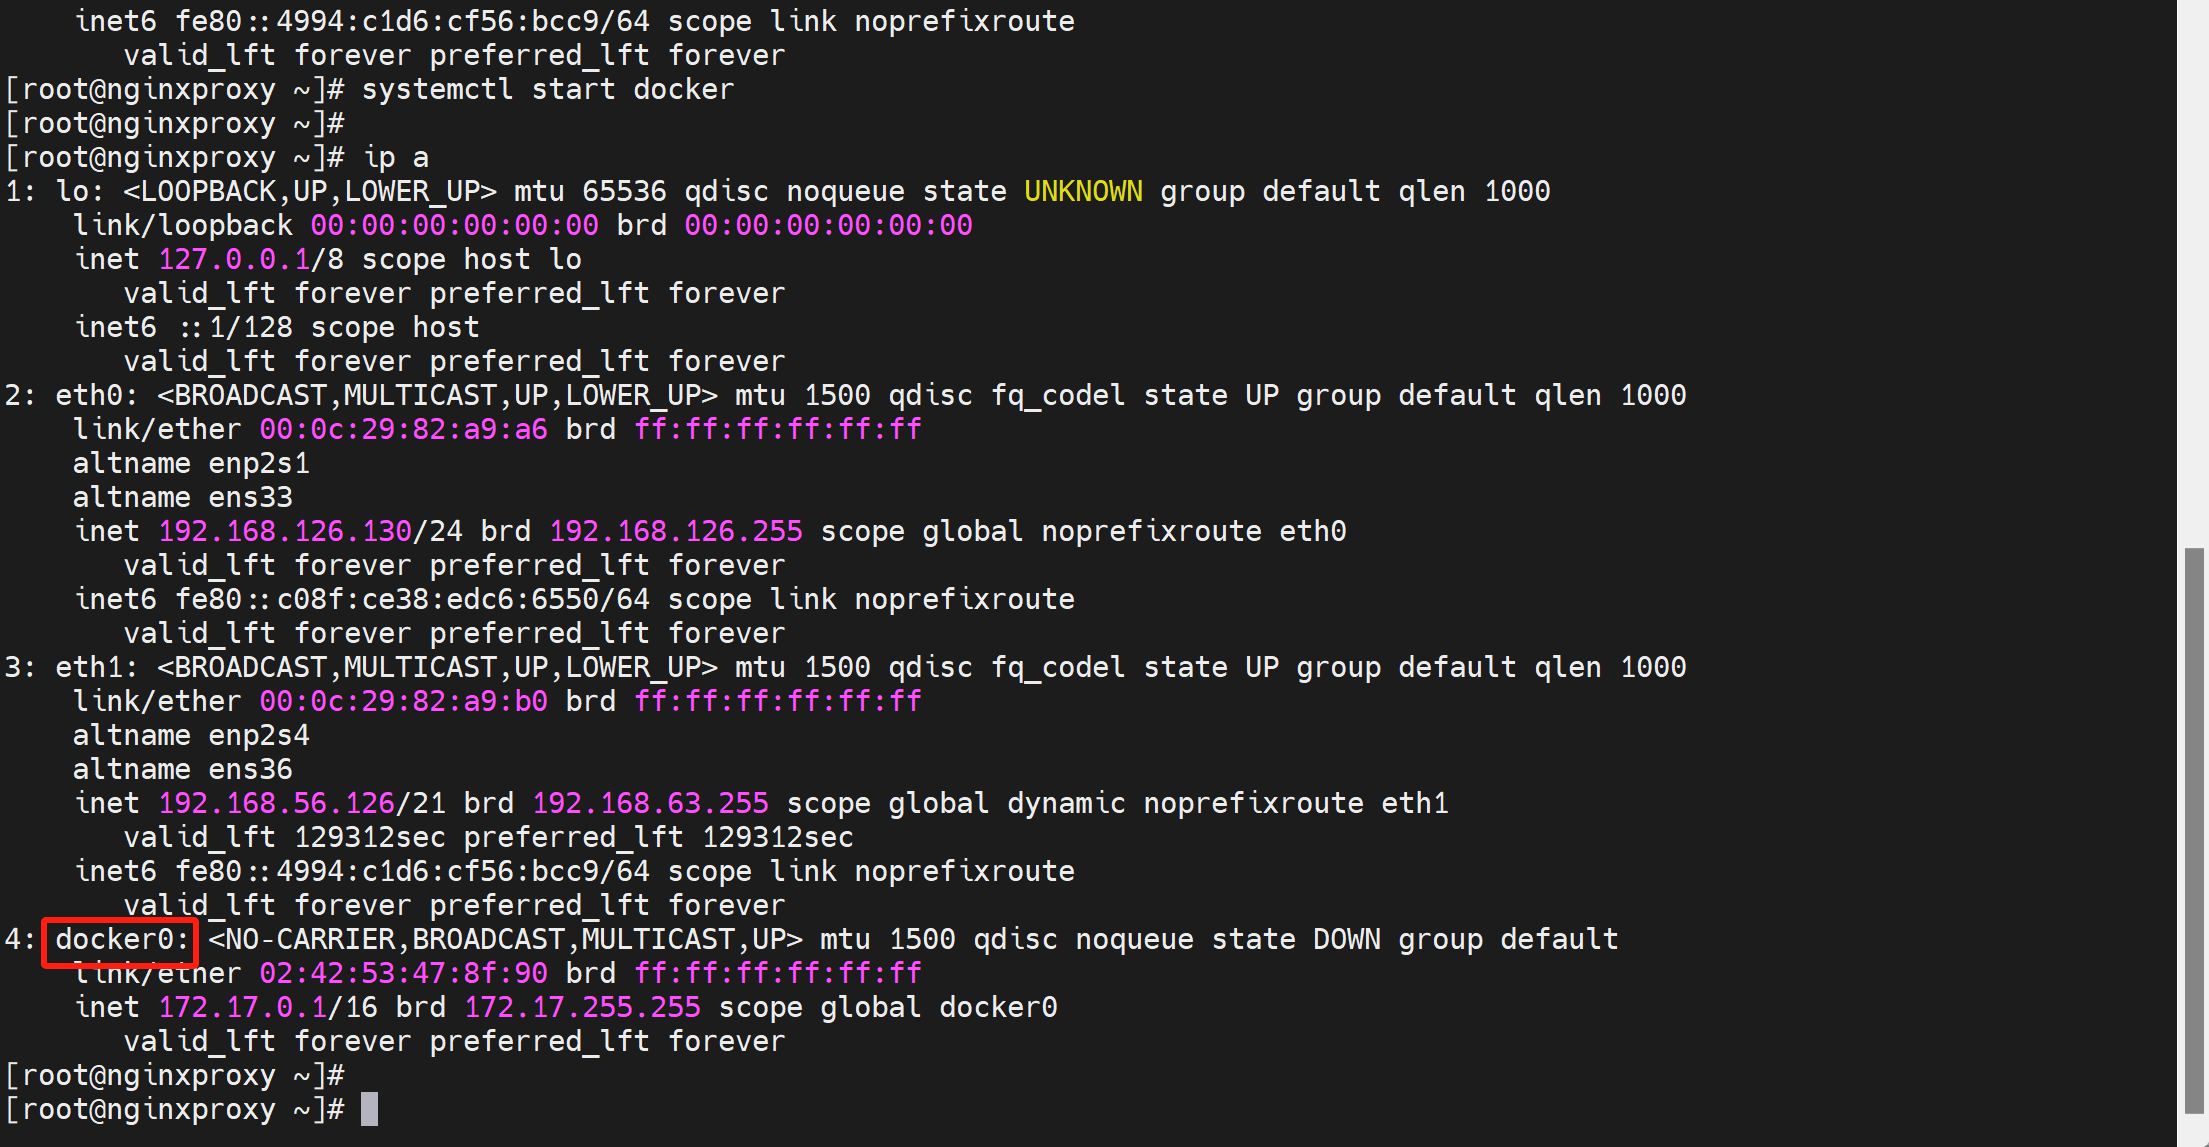 inet6 fe80::4994:c1d6:cf56:bcc9/64 scope link noprefixroute
valid_lft forever preferred_lft forever
[root@nginxproxy ~]# systemctl start docker
[root@nginxproxy ~]#
[root@nginxproxy ~]# ip a
1: lo: <LOOPBACK,UP,LOWER_UP> mtu 65536 qdisc noqueue state UNKNOWN group default qlen 1000
link/loopback 00:00:00:00:00:00 brd 00:00:00:00:00:00
inet 127.0.0.1/8 scope host lo
valid_lft forever preferred_lft forever
inet6 ::1/128 scope host
valid_lft forever preferred_lft forever
2: eth0: <BROADCAST,MULTICAST,UP,LOWER_UP> mtu 1500 qdisc fq_codel state UP group default qlen 1000
link/ether 00:0c:29:82:a9:a6 brd ff:ff:ff:ff:ff:ff
altname enp2s1
altname ens33
inet 192.168.126.130/24 brd 192.168.126.255 scope global noprefixroute eth0
valid_lft forever preferred_lft forever
inet6 fe80::c08f:ce38:edc6:6550/64 scope link noprefixroute
valid_lft forever preferred_lft forever
3: eth1: <BROADCAST,MULTICAST,UP,LOWER_UP> mtu 1500 qdisc fq_codel state UP group default qlen 1000
link/ether 00:0c:29:82:a9:b0 brd ff:ff:ff:ff:ff:ff
altname enp2s4
altname ens36
inet 192.168.56.126/21 brd 192.168.63.255 scope global dynamic noprefixroute eth1
valid_lft 129312sec preferred_lft 129312sec
inet6 fe80::4994:c1d6:cf56:bcc9/64 scope link noprefixroute
valid_lft forever preferred_lft forever
4: docker0: <NO-CARRIER,BROADCAST,MULTICAST,UP> mtu 1500 qdisc noqueue state DOWN group default
link/ether 02:42:53:47:8f:90 brd ff:ff:ff:ff:ff:ff
inet 172.17.0.1/16 brd 172.17.255.255 scope global docker0
valid_lft forever preferred_lft forever
[root@nginxproxy ~]#
[root@nginxproxy ~]#